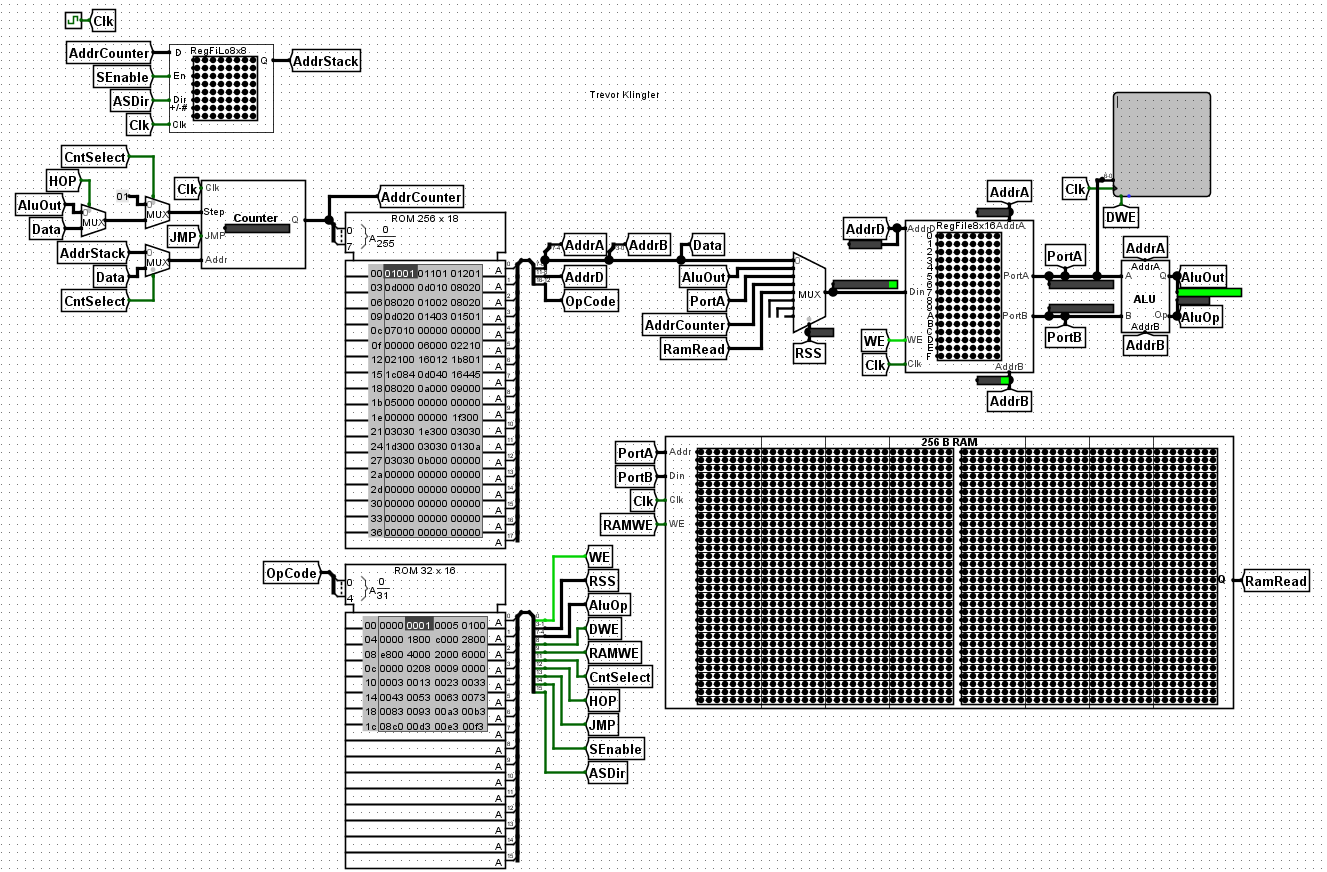 Clk
AddrCounter
SEnable
ASDir
Clk
RegFiLo8x8
D
En
Dir
+/-#
Clk
Q
AddrStack
Trevor Klingler
CntSelect
HOP
AluOut
Data
MUX
01
MUX
AddrStack
Data
MUX
CntSelect
Clk
Clk
Step
JMP
JMP
Addr
Counter
Q
AddrCounter
ROM 256 x 18
0
7
A
0
255
00 01001 01101 01201
03 0d000 0d010 08020
06 08020 01002 08020
09 0d020 01403 01501
0c 07010 00000 00000
0f 00000 06000 02210
12 02100 16012 1b801
15 1c084 0d040 16445
18 08020 0a000 09000
1b 05000 00000 00000
1e 00000 00000 1f300
21 03030 1e300 03030
24 1d300 03030 0130a
27 03030 0b000 00000
2a 00000 00000 00000
2d 00000 00000 00000
30 00000 00000 00000
33 00000 00000 00000
36 00000 00000 00000
AddrA
AddrB
Data
AddrD
OpCode
AluOut
PortA
AddrCounter
RamRead
MUX
RSS
AddrD
WE
Clk
AddrA
RegFile8x16
AddrD
AddrA
Din
WE
Clk
0
1
2
3
4
5
6
7
8
9
A
B
C
D
E
F
PortA
PortB
AddrB
AddrB
PortA
PortB
Clk
DWE
AddrA
AddrA
A
B
ALU
Q
Op
AddrB
AddrB
AluOut
AluOp
256 B RAM
PortA
PortB
Clk
RAMWE
Addr
Din
Clk
WE
Q
RamRead
OpCode
ROM 32 x 16
0
4
A
0
31
00 0000 0001 0005 0100
04 0000 1800 c000 2800
08 e800 4000 2000 6000
0c 0000 0208 0009 0000
10 0003 0013 0023 0033
14 0043 0053 0063 0073
18 0083 0093 00a3 00b3
1c 08c0 00d3 00e3 00f3
WE
RSS
AluOp
DWE
RAMWE
CntSelect
HOP
JMP
SEnable
ASDir